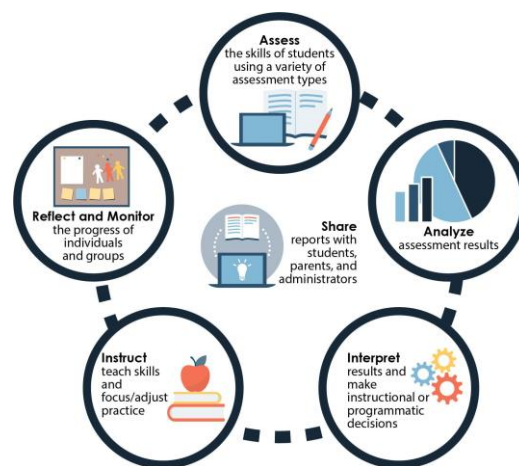 Assess
the skills of students
using a variety of
assessment types
Analyze
assessment results
Interpret
results and make
instructional or
programmatic
decisions
Instruct
teach skills
and
focus/adjust
practice
Reflect and Monitor
the progress of
individuals
and groups
Share
reports with
students,
parents, and
administrators